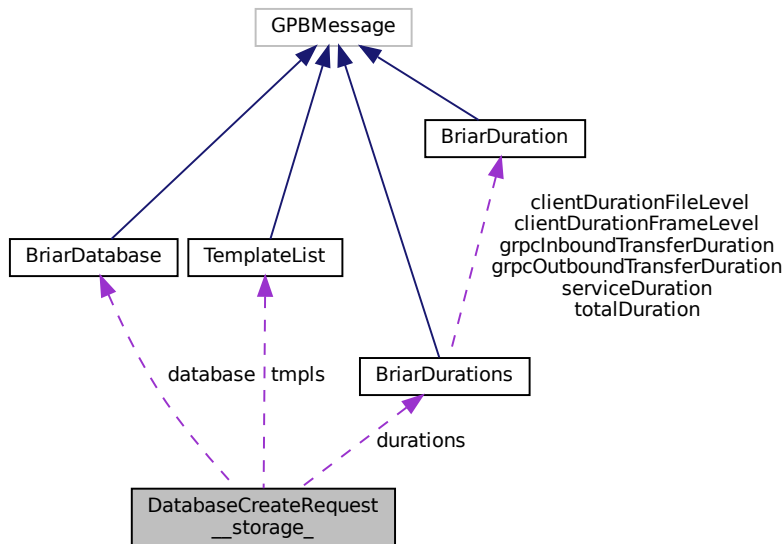 GPBMessage
BriarDuration
clientDurationFileLevel
clientDurationFrameLevel
grpcInboundTransferDuration
grpcOutboundTransferDuration
serviceDuration
totalDuration
BriarDatabase
TemplateList
BriarDurations
database
tmpls
durations
DatabaseCreateRequest
__storage_